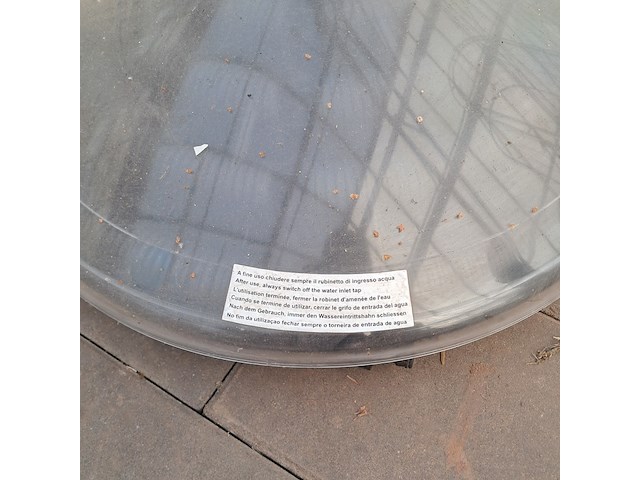 A fine uso chiudere sempre il rubinetto di ingresso acqua
After use, always switch off the water inlet tap
L'utilisation terminée, fermer la robinet d'amenée de l'eau
Cuando se termine de utilizar, cerrar le grifo de entrada del agua
Nach dem Gebrauch, immer den Wassereintrittshahn schliessen
No fim da utilizaçao fechar sempre o torneira de entrada de agua